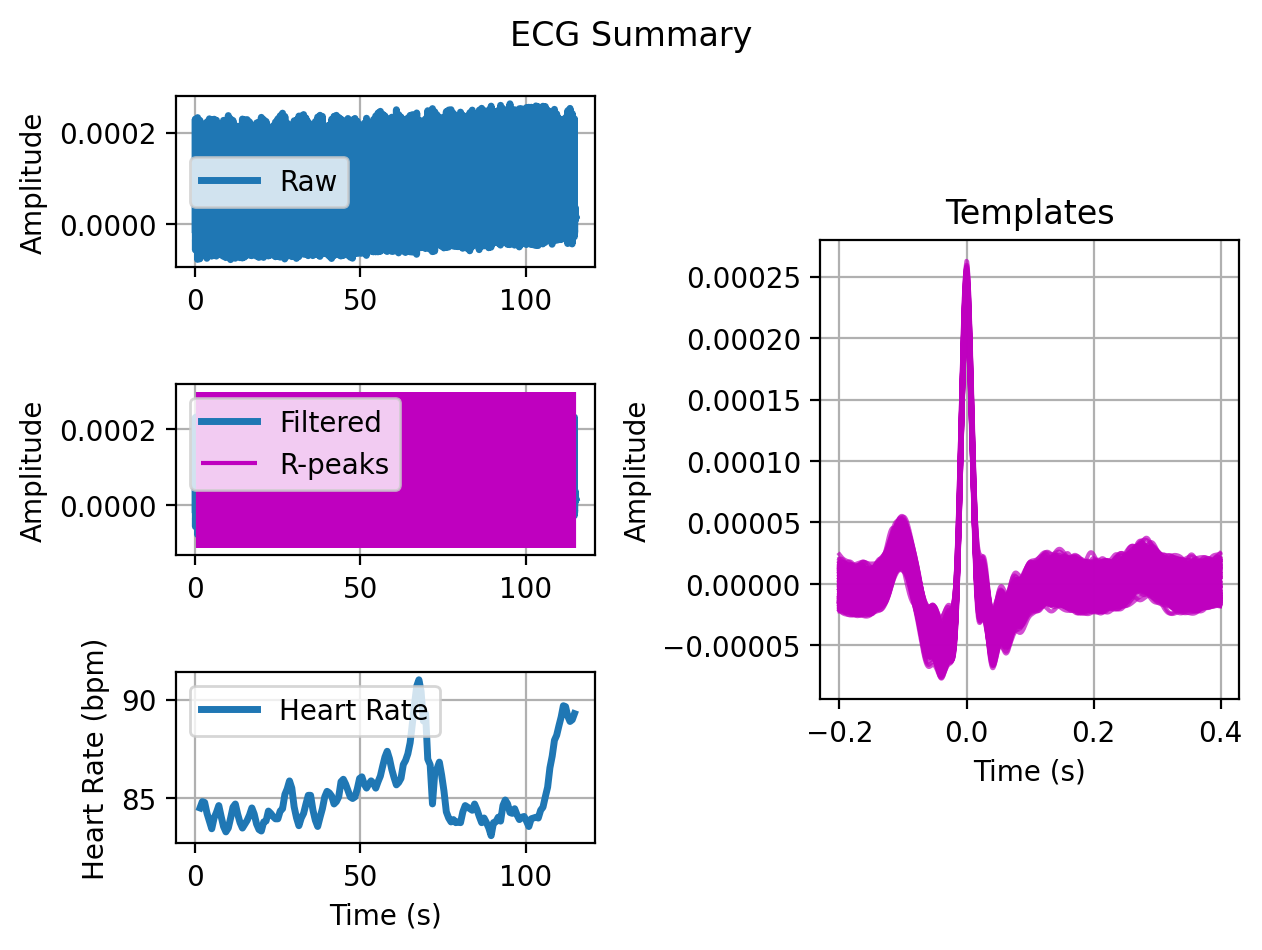 ECG Summary
Amplitude
0.0002
0.0000
Raw
0
50
100
Amplitude
0.0002
0.0000
Filtered
R-peaks
0
50
100
Heart Rate (bpm)
90
85
Heart Rate
0
50
100
Time (s)
Templates
Amplitude
0.00025
0.00020
0.00015
0.00010
0.00005
0.00000
−0.00005
−0.2
0.0
0.2
0.4
Time (s)